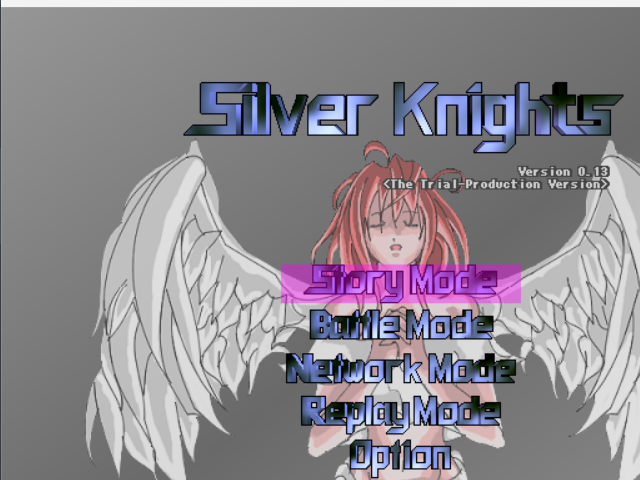 Silver Knights
Version 0.13
<The Trial-Production Version>
Story Mode
Battle Mode
Network Mode
Replay Mode
Option